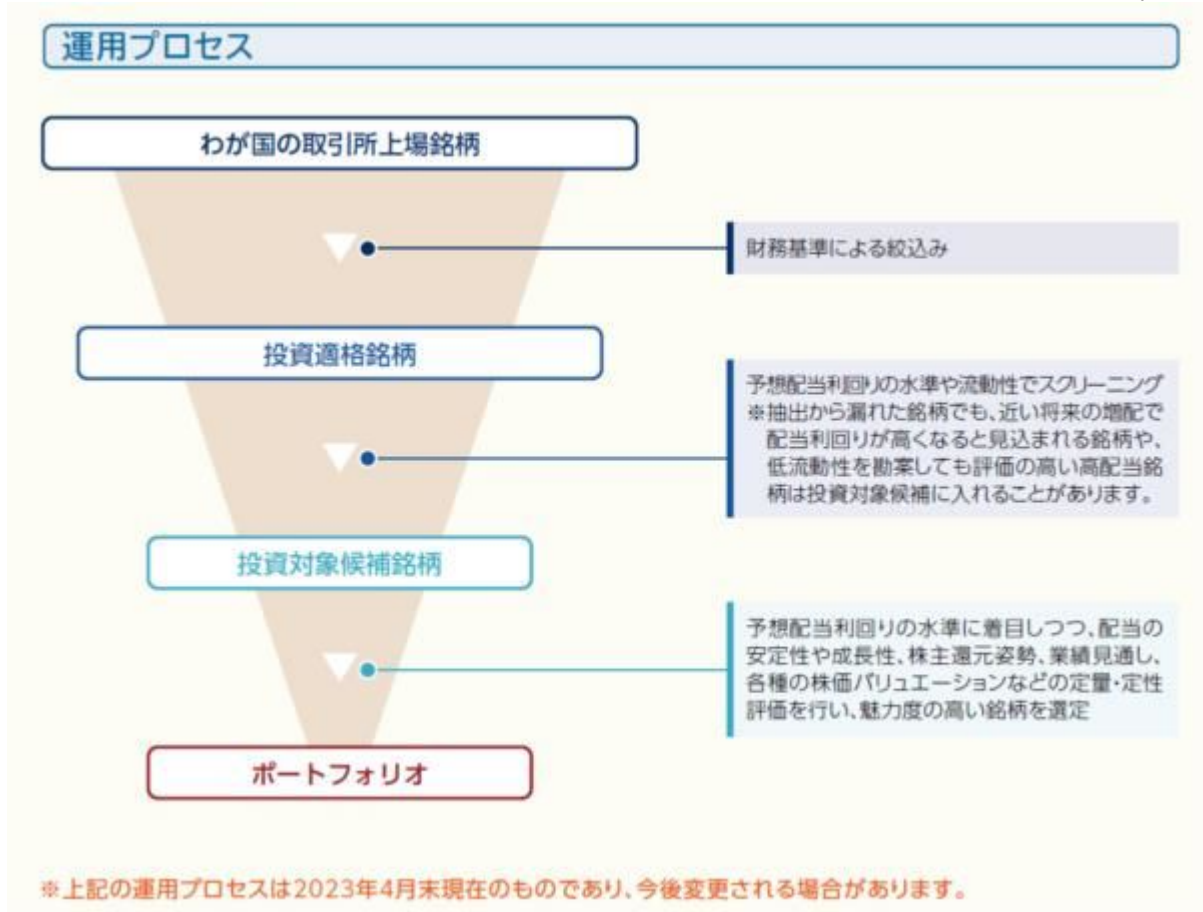 運用プロセス
わが国の取引所上場銘柄
財務基準による絞込み
投資適格銘柄
予想配当利回りの水準や流動性でスクリーニング
※抽出から漏れた銘柄でも、近い将来の増配で
配当利回りが高くなると見込まれる銘柄や、
低流動性を勘案しても評価の高い高配当銘
柄は投資対象候補に入れることがあります。
投資対象候補銘柄
予想配当利回りの水準に着目しつつ、配当の
安定性や成長性、株主還元姿勢、業績見通し、
各種の株価バリュエーションなどの定量・定性
評価を行い、魅力度の高い銘柄を選定
ポートフォリオ
※上記の運用プロセスは2023年4月末現在のものであり、今後変更される場合があります。